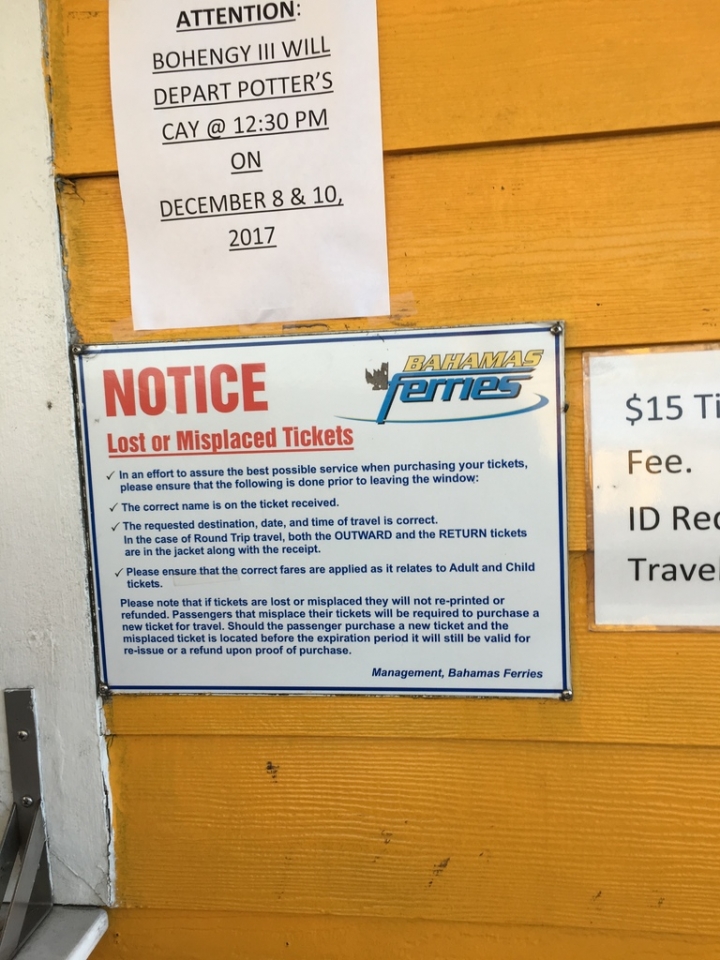 ATTENTION:
BOHENGY III WILL
DEPART POTTER'S
CAY @ 12:30 PM
ON
DECEMBER 8 & 10,
2017
NOTICE
BAHAMAS
ferries
Lost or Misplaced Tickets
✓ In an effort to assure the best possible service when purchasing your tickets,
please ensure that the following is done prior to leaving the window:
✓ The correct name is on the ticket received.
✓ The requested destination, date, and time of travel is correct.
In the case of Round Trip travel, both the OUTWARD and the RETURN tickets
are in the jacket along with the receipt.
✓ Please ensure that the correct fares are applied as it relates to Adult and Child
tickets.
Please note that if tickets are lost or misplaced they will not re-printed or
refunded. Passengers that misplace their tickets will be required to purchase a
new ticket for travel. Should the passenger purchase a new ticket and the
misplaced ticket is located before the expiration period it will still be valid for
re-issue or a refund upon proof of purchase.
Management, Bahamas Ferries
$15 Ti
Fee.
ID Req
Travel